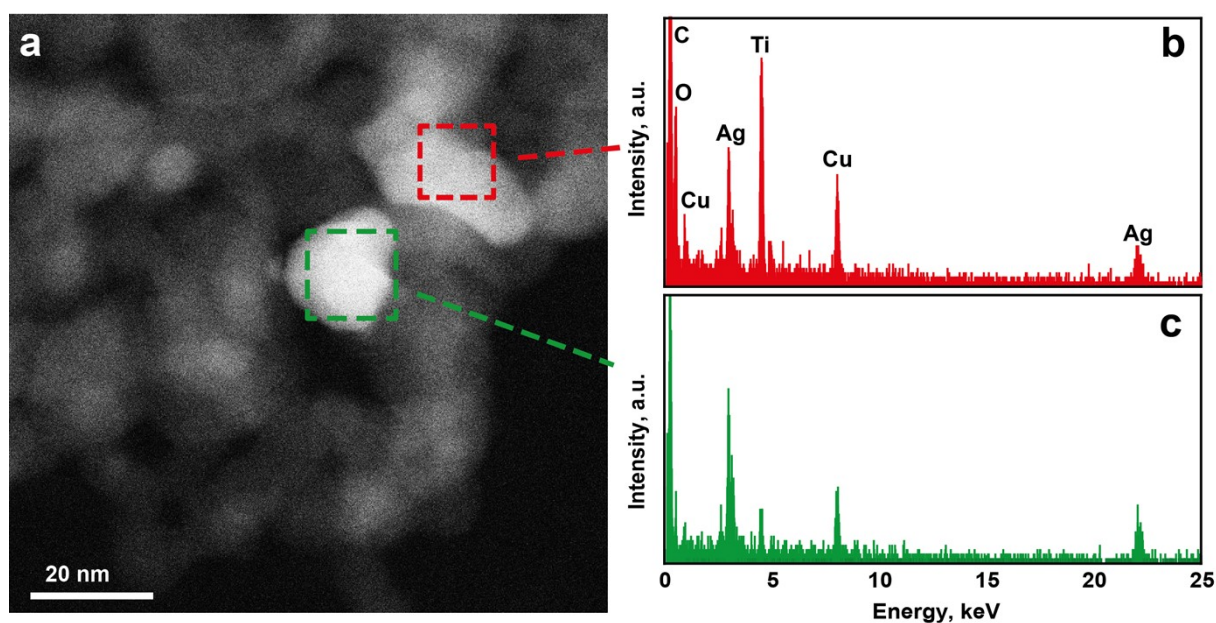 a
20 nm
b
C
Ti
O
Ag
Cu
Cu
Ag
Intensity, a.u.
c
Intensity, a.u.
0 5 10 15 20 25
Energy, keV